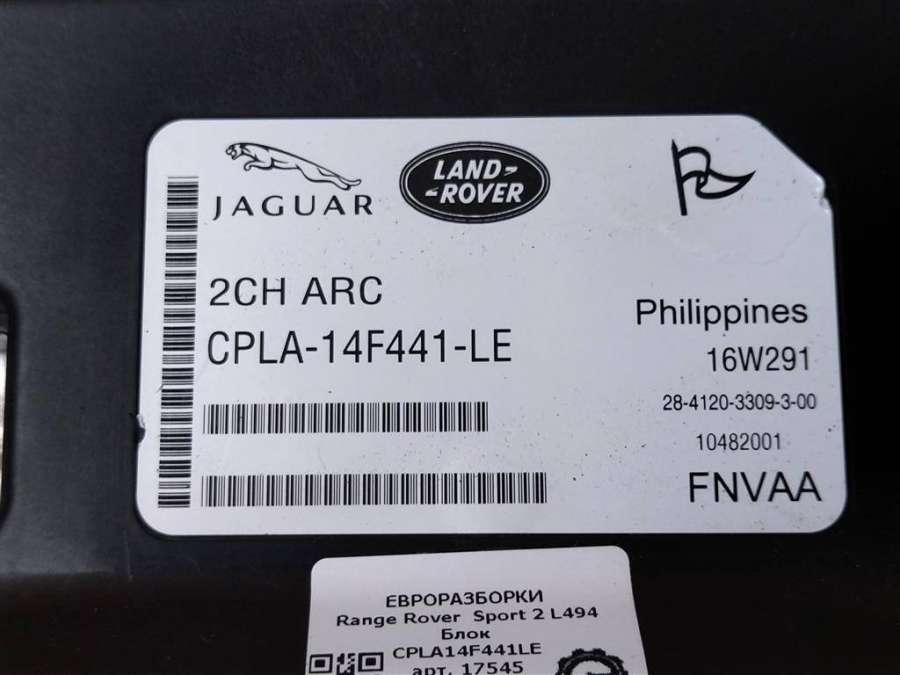 JAGUAR
LAND-
-ROVER
2CH ARC
CPLA-14F441-LE
Philippines
16W291
28-4120-3309-3-00
10482001
FNVAA
ЕВРОРАЗБОРКИ
Range Rover Sport 2 L494
Блок
CPLA14F441LE
арт. 17545